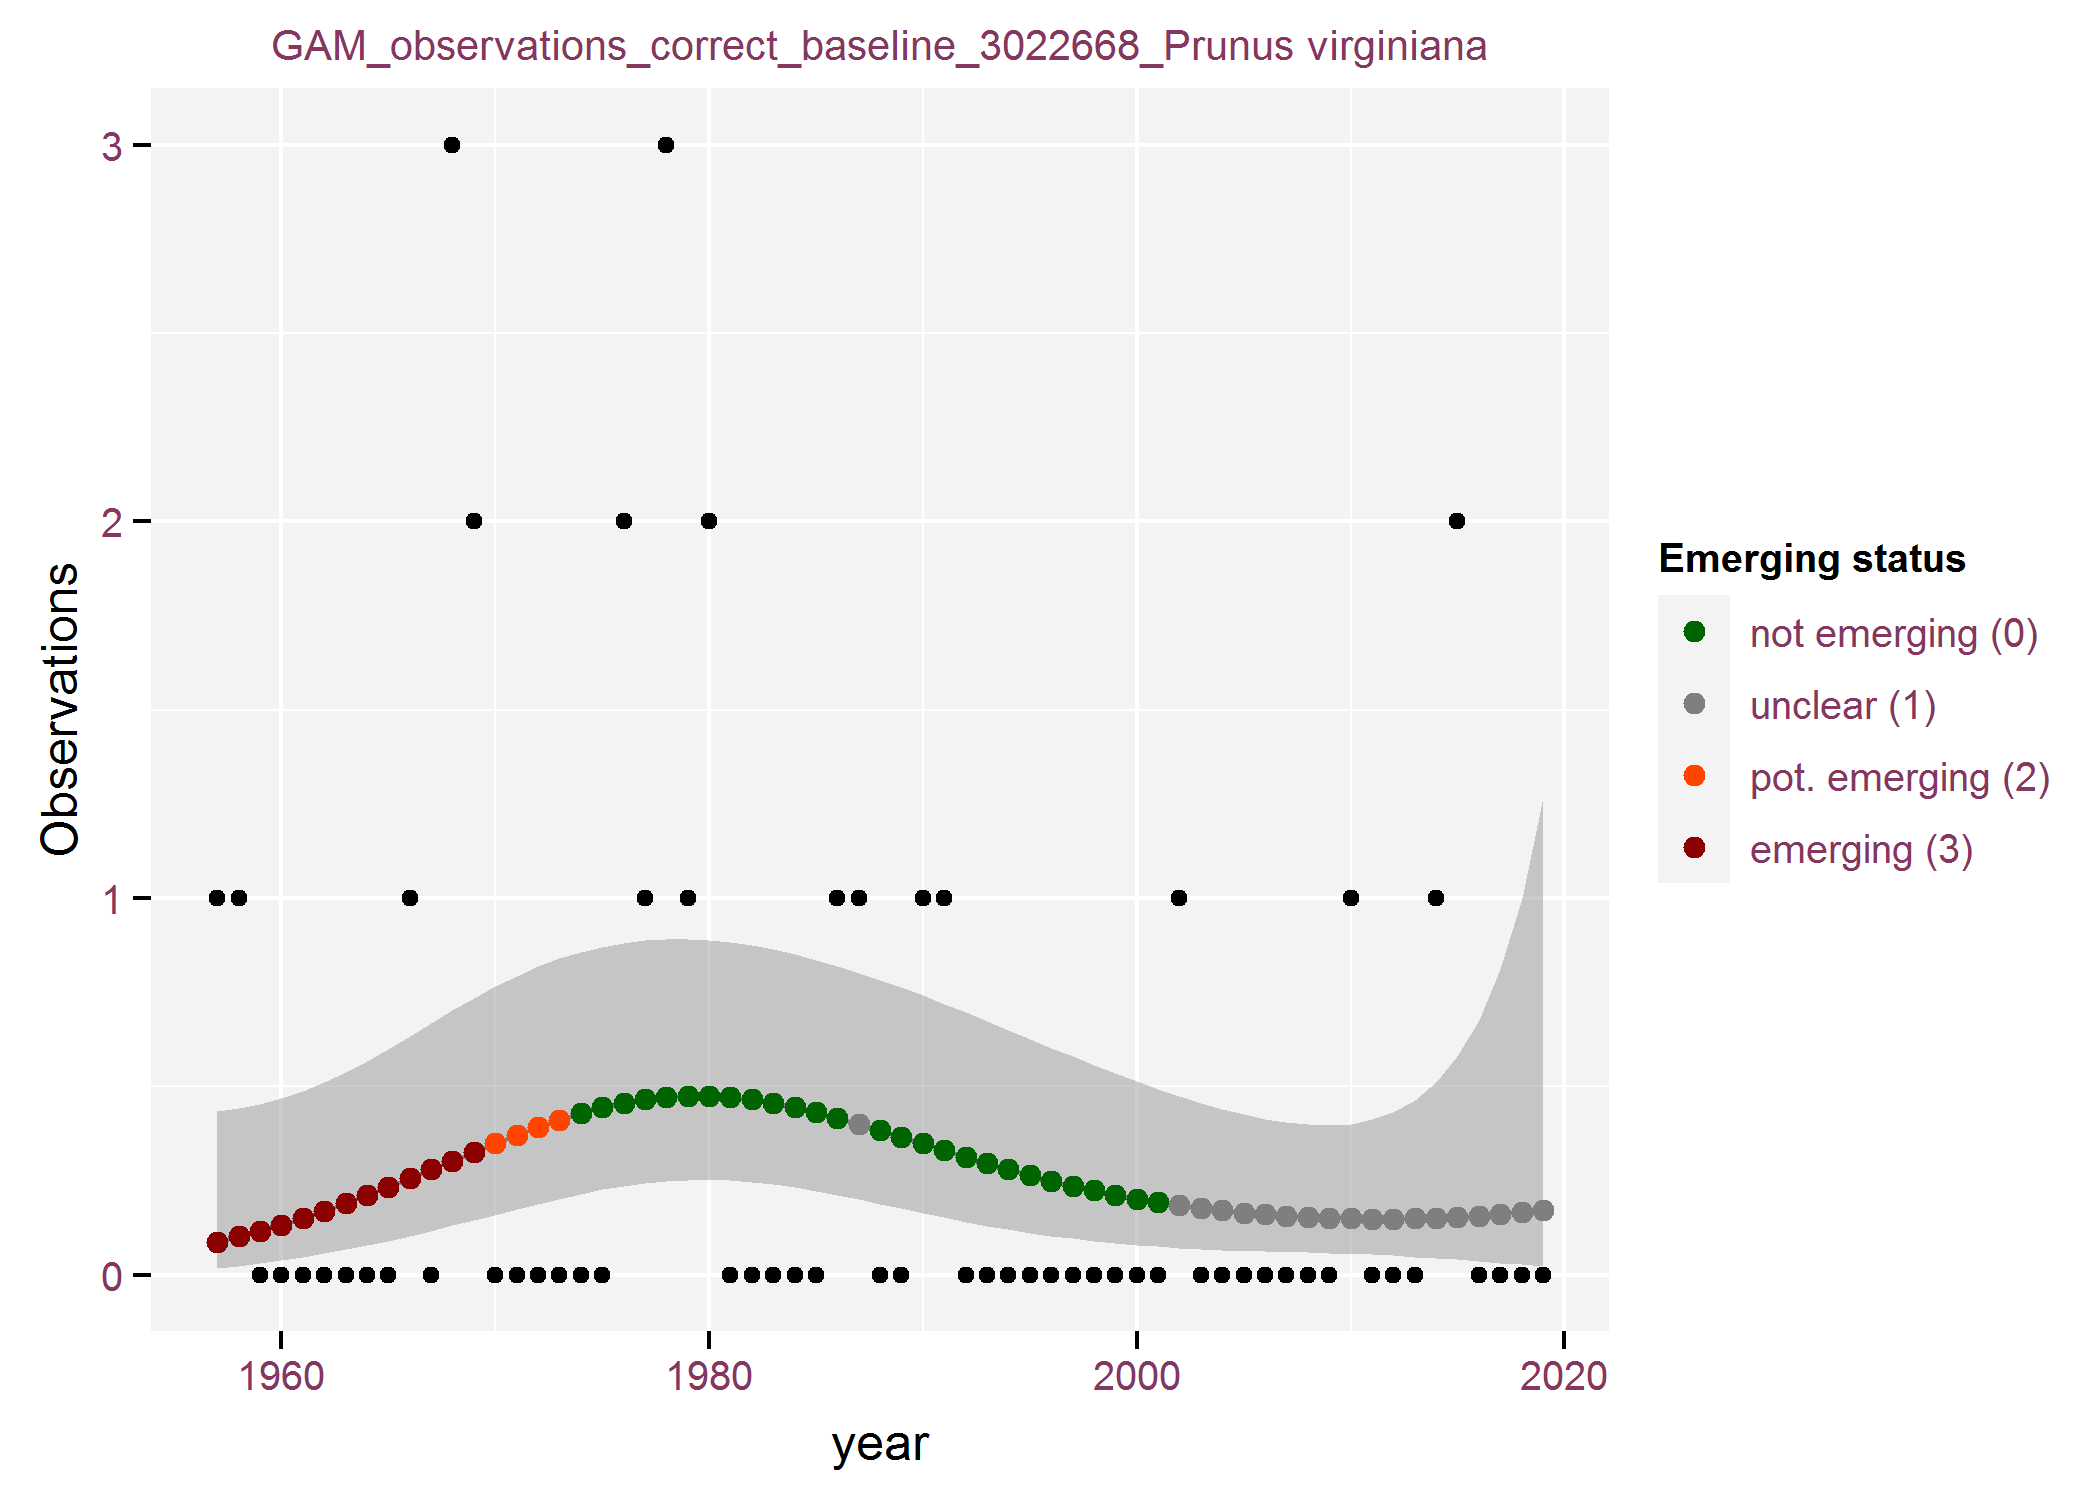 GAM_observations_correct_baseline_3022668_Prunus virginiana
Observations
3
2
1
0
1960
1980
2000
2020
year
Emerging status
not emerging (0)
unclear (1)
pot. emerging (2)
emerging (3)